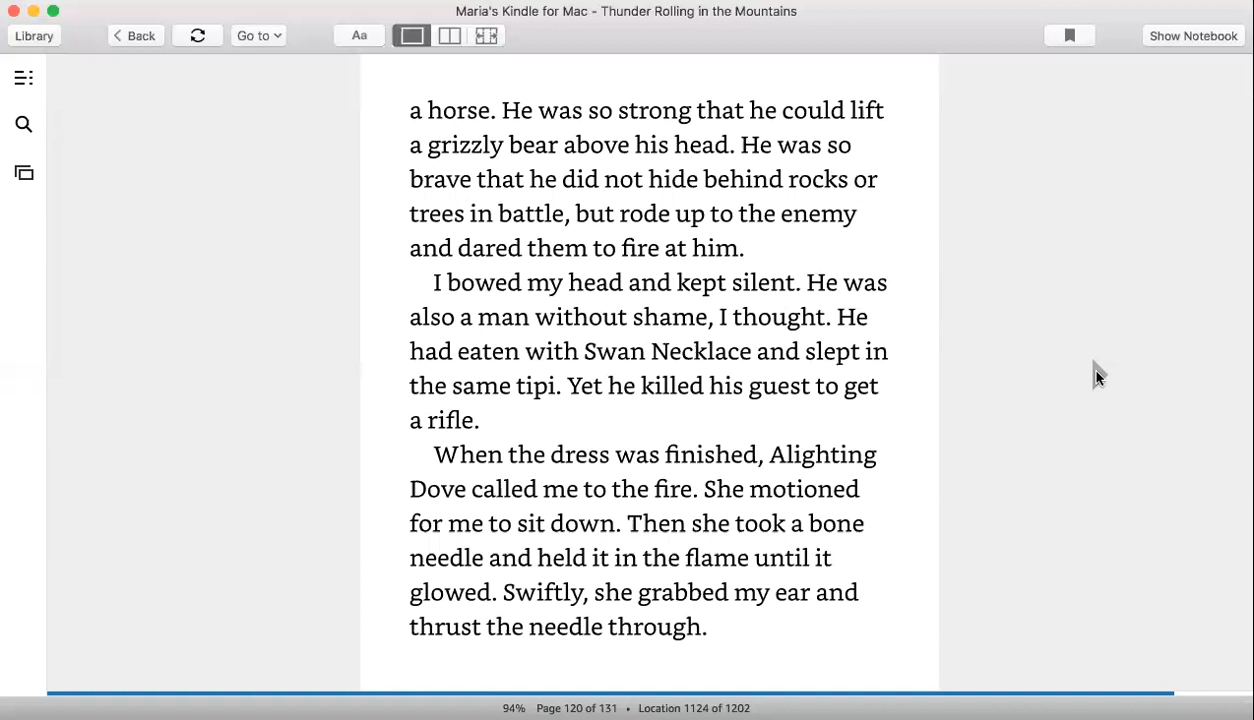 Maria's Kindle for Mac - Thunder Rolling in the Mountains
Library
Back
Go to
Aa
Show Notebook
a horse. He was so strong that he could lift
a grizzly bear above his head. He was so
brave that he did not hide behind rocks or
trees in battle, but rode up to the enemy
and dared them to fire at him.
I bowed my head and kept silent. He was
also a man without shame, I thought. He
had eaten with Swan Necklace and slept in
the same tipi. Yet he killed his guest to get
a rifle.
When the dress was finished, Alighting
Dove called me to the fire. She motioned
for me to sit down. Then she took a bone
needle and held it in the flame until it
glowed. Swiftly, she grabbed my ear and
thrust the needle through.
94% Page 120 of 131 • Location 1124 of 1202